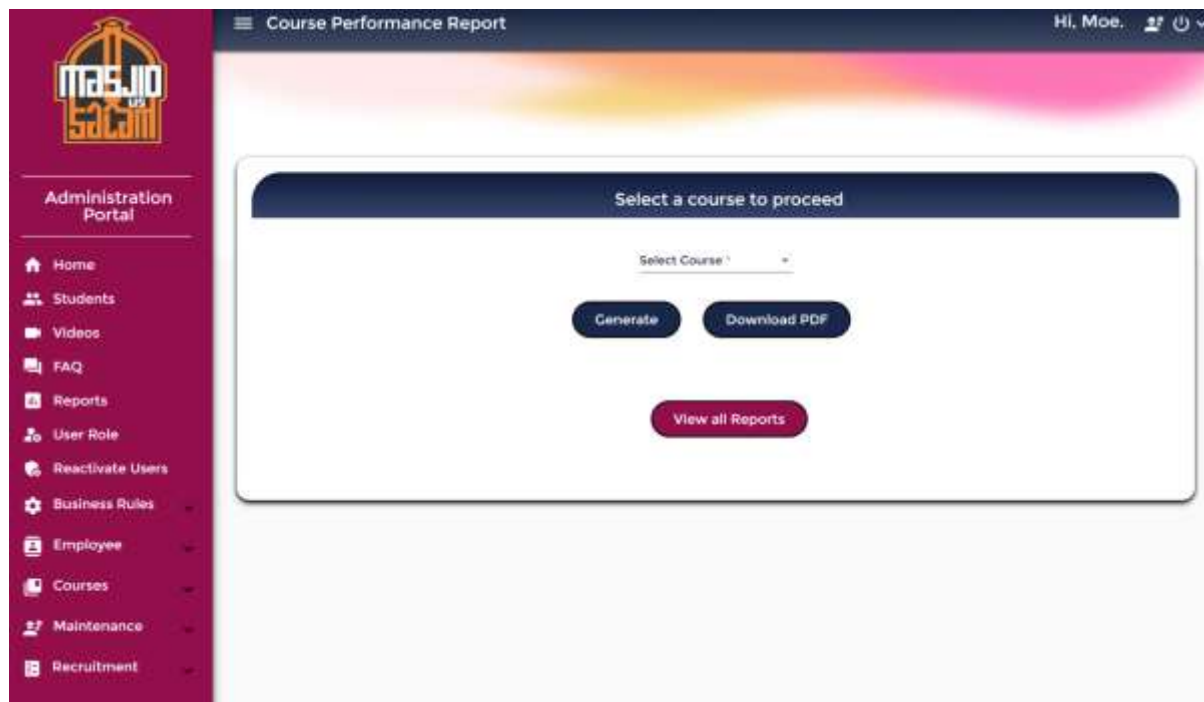 Course Performance Report
Hi, Moe.
masjid
us
salam
Administration
Portal
Home
Students
Videos
FAQ
Reports
User Role
Reactivate Users
Business Rules
Employee
Courses
Maintenance
Recruitment
Select a course to proceed
Select Course *
Generate
Download PDF
View all Reports